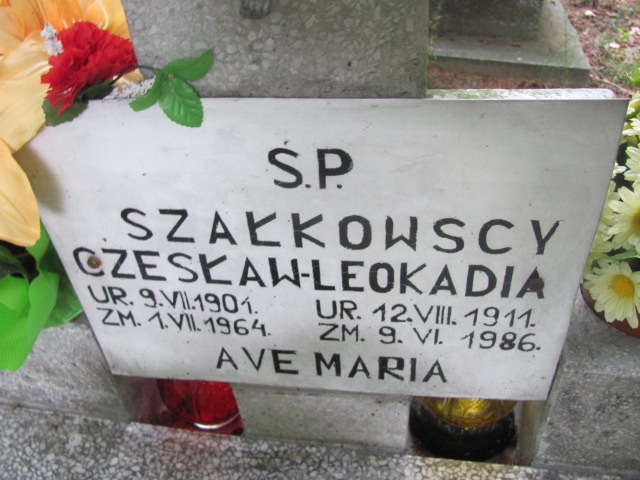 Ś.P.
SZAŁKOWSCY
CZESŁAW-LEOKADIA
UR. 9.VII.1901. UR. 12.VIII.1911.
ZM. 1.VII.1964. ZM. 9.VI.1986.
AVE MARIA